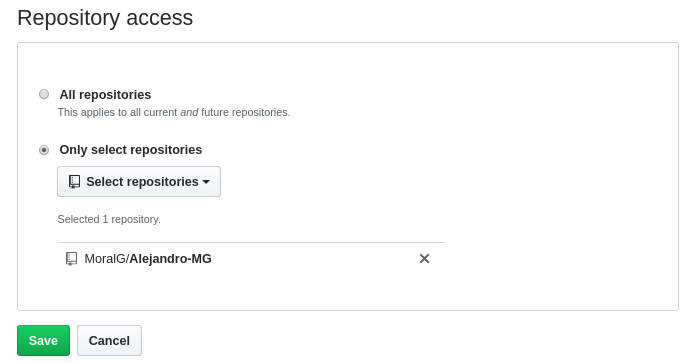 Repository access
All repositories
This applies to all current and future repositories.
Only select repositories
Select repositories
Selected 1 repository.
MoralG/Alejandro-MG
Save Cancel